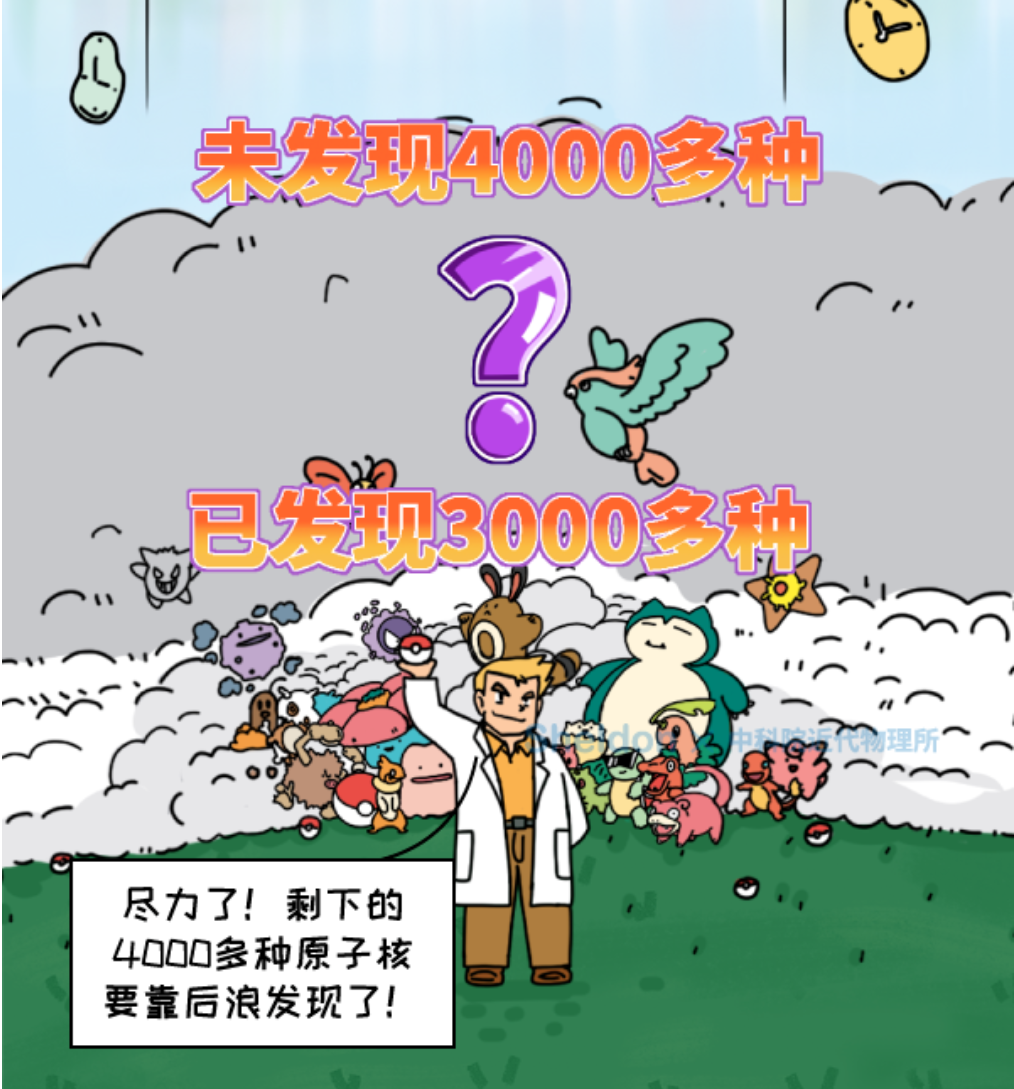 未发现4000多种
已发现3000多种
Sheldon
中科院近代物理所
尽力了！剩下的
4000多种原子核
要靠后浪发现了！